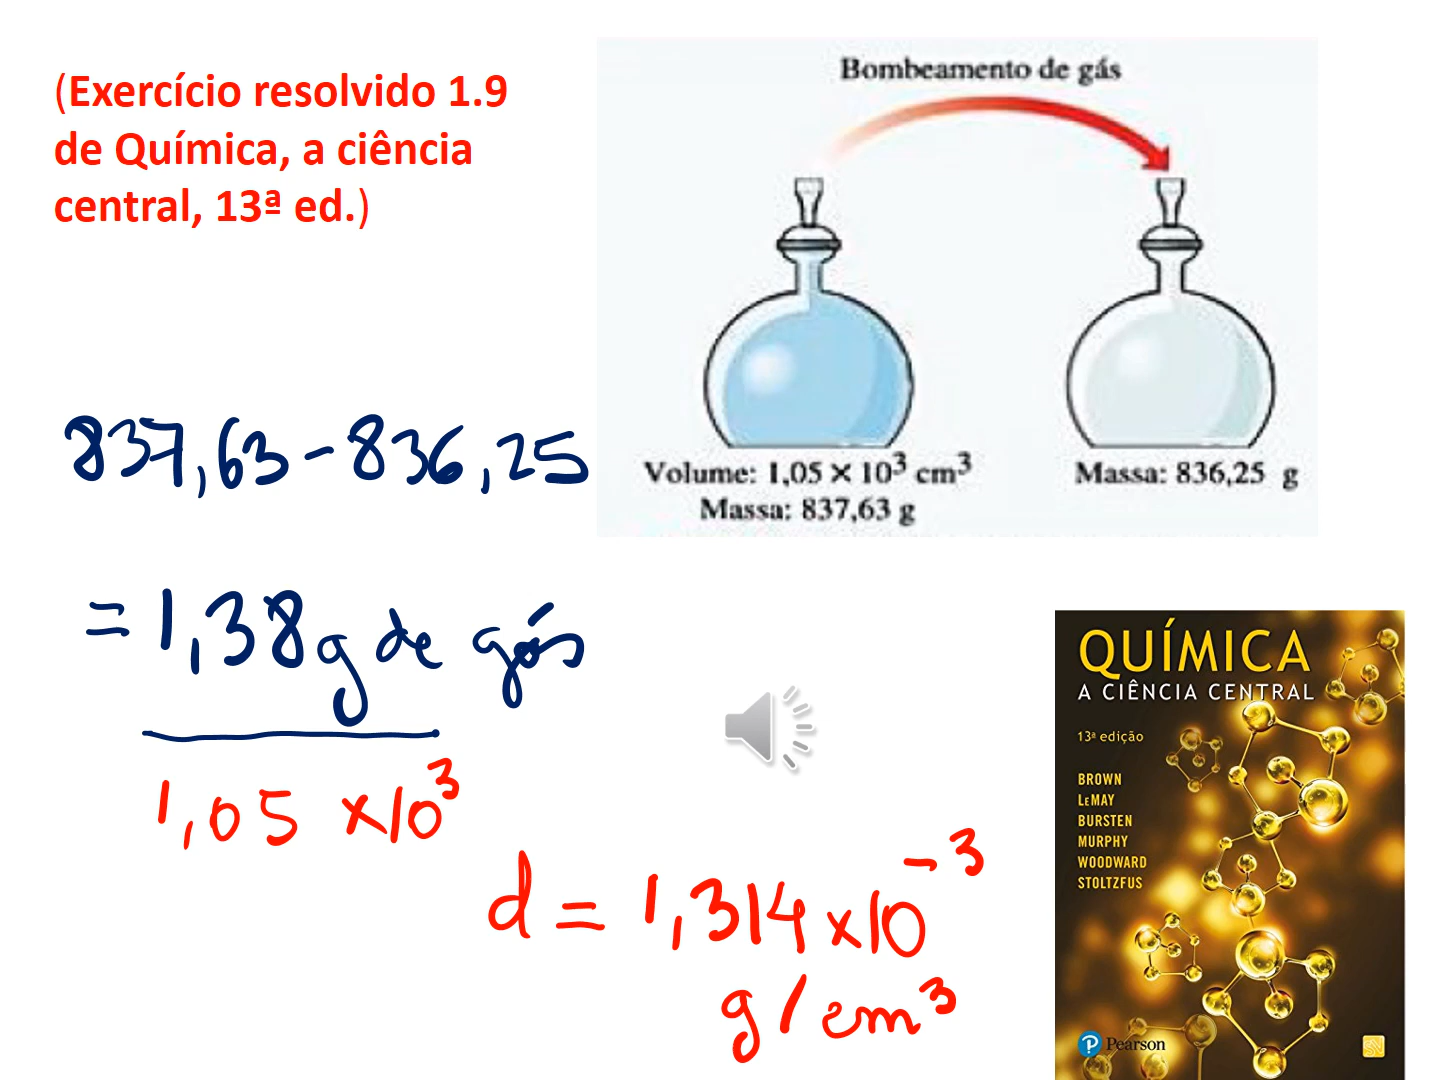 (Exercício resolvido 1.9
de Química, a ciência
central, 13ª ed.)
Bombeamento de gás
Volume: 1,05 × 10³ cm³
Massa: 837,63 g
Massa: 836,25 g
837,63 - 836,25
= 1,38 g de gás
1,05 ×10³
d = 1,314 ×10⁻³
g/cm³
QUÍMICA
A CIÊNCIA CENTRAL
13ª edição
BROWN
LEMAY
BURSTEN
MURPHY
WOODWARD
STOLTZFUS
P Pearson